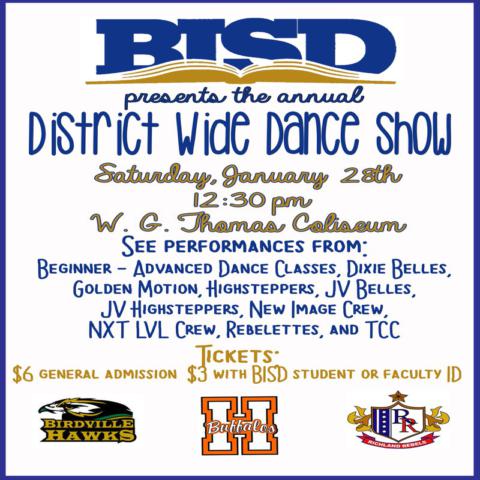 BISD
presents the annual
District Wide Dance Show
Saturday, January 28th
12:30 pm
W. G. Thomas Coliseum
See performances from:
Beginner - Advanced Dance Classes, Dixie Belles,
Golden Motion, Highsteppers, JV Belles,
JV Highsteppers, New Image Crew,
NXT LVL Crew, Rebelettes, and TCC
Tickets-
$6 general admission $3 with BISD student or faculty ID
BIRDVILLE
HAWKS
H
Buffalos
R R
RICHLAND REBELS